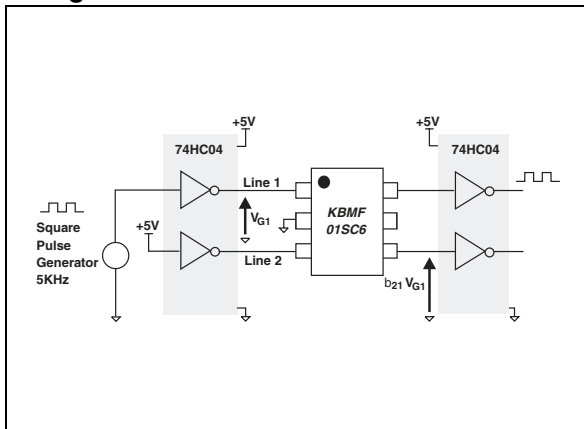 +5V
+5V
74HC04
74HC04
Line 1
KBMF
01SC6
VG1
+5V
Square
Pulse
Generator
5KHz
Line 2
b21 VG1